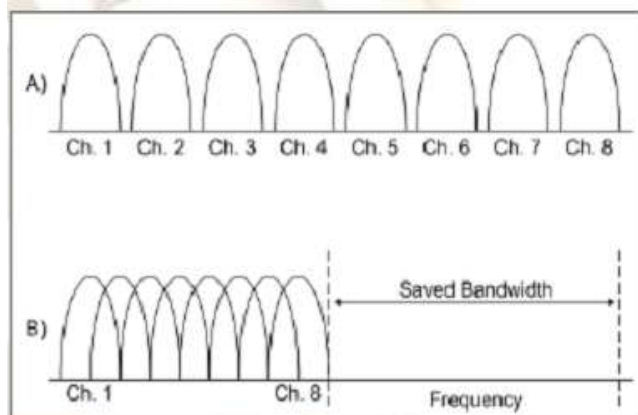 A)
Ch. 1 Ch. 2 Ch. 3 Ch. 4 Ch. 5 Ch. 6 Ch. 7 Ch. 8
Saved Bandwidth
B)
Ch. 1 Ch. 8 Frequency